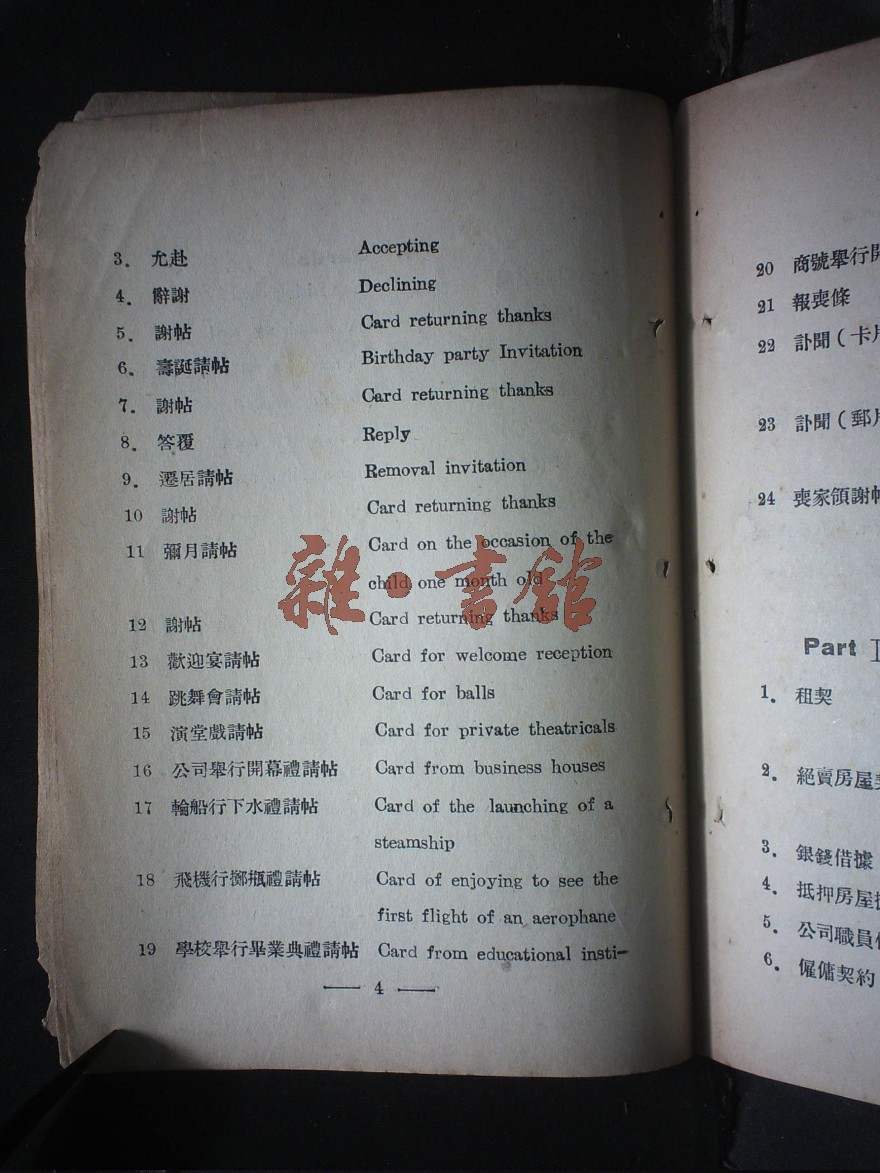 3. 允赴 Accepting
4. 辭謝 Declining
5. 謝帖 Card returning thanks
6. 壽誕請帖 Birthday party Invitation
7. 謝帖 Card returning thanks
8. 答覆 Reply
9. 遷居請帖 Removal invitation
10 謝帖 Card returning thanks
11 彌月請帖 Card on the occasion of the
child, one month old
12 謝帖 Card returning thanks
13 歡迎宴請帖 Card for welcome reception
14 跳舞會請帖 Card for balls
15 演堂戲請帖 Card for private theatricals
16 公司舉行開幕禮請帖 Card from business houses
17 輪船行下水禮請帖 Card of the launching of a
steamship
18 飛機行擲瓶禮請帖 Card of enjoying to see the
first flight of an aerophane
19 學校舉行畢業典禮請帖 Card from educational insti-
— 4 —
雜·書館
20 商號舉行開
21 報喪條
22 訃聞(卡片
23 訃聞(郵片
24 喪家領謝帖
Part I
1. 租契
2. 絕賣房屋契
3. 銀錢借據
4. 抵押房屋
5. 公司職員
6. 僱傭契約